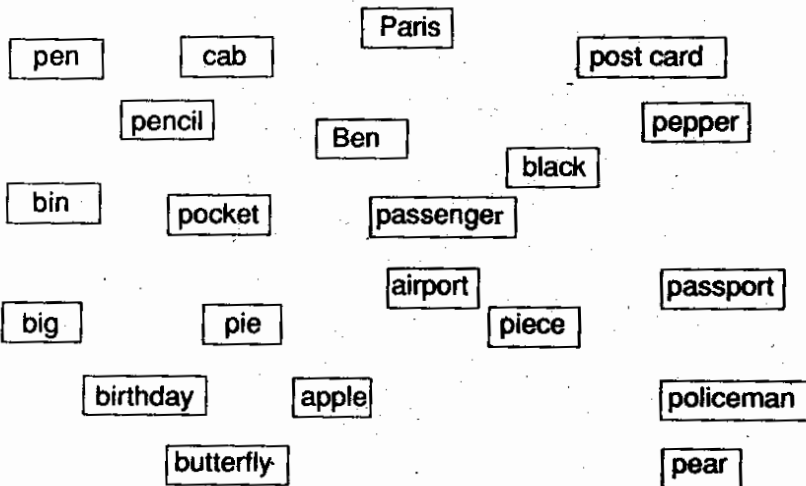 Paris
pen cab post card
pencil Ben pepper
black
bin pocket passenger
airport passport
big pie piece
birthday apple policeman
butterfly pear